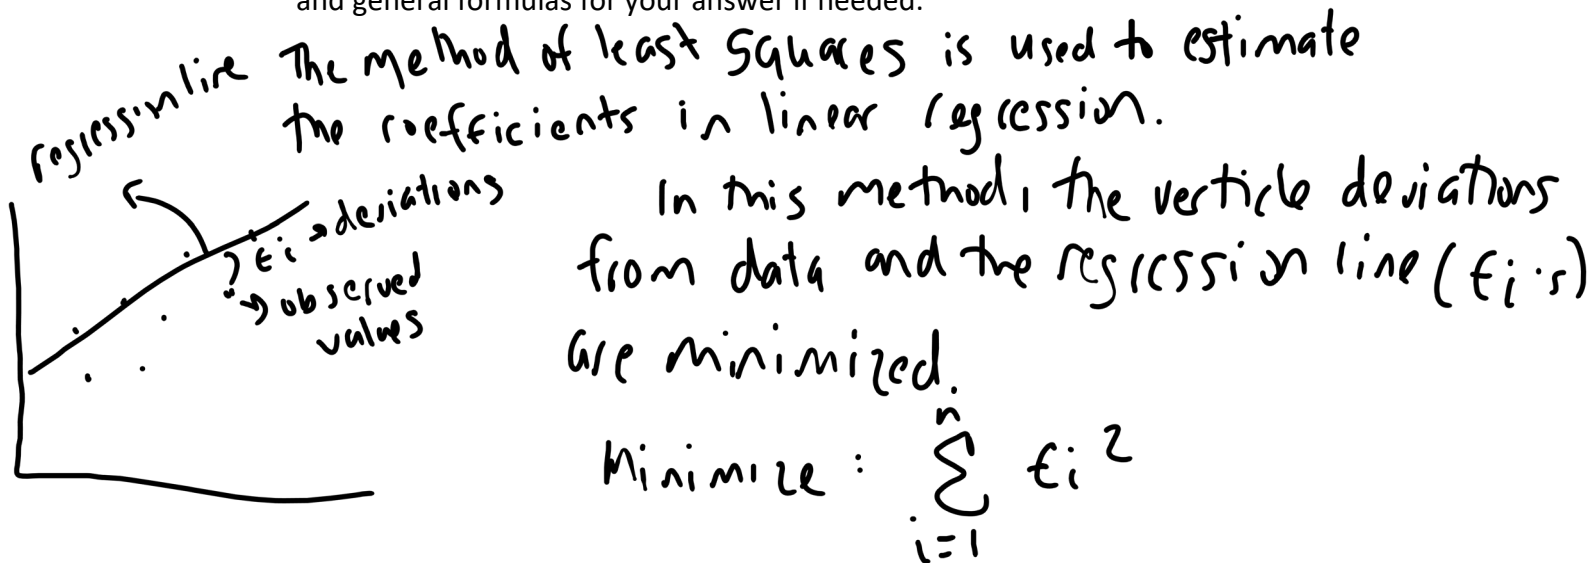 and general formulas for your answer if needed.
regression line
The method of least squares is used to estimate
the coefficients in linear regression.
In this method, the verticle deviations
from data and the regression line (ϵi's)
are minimized.
Minimize: n
∑ ϵi²
i=1
ϵi → deviations
→ observed
values